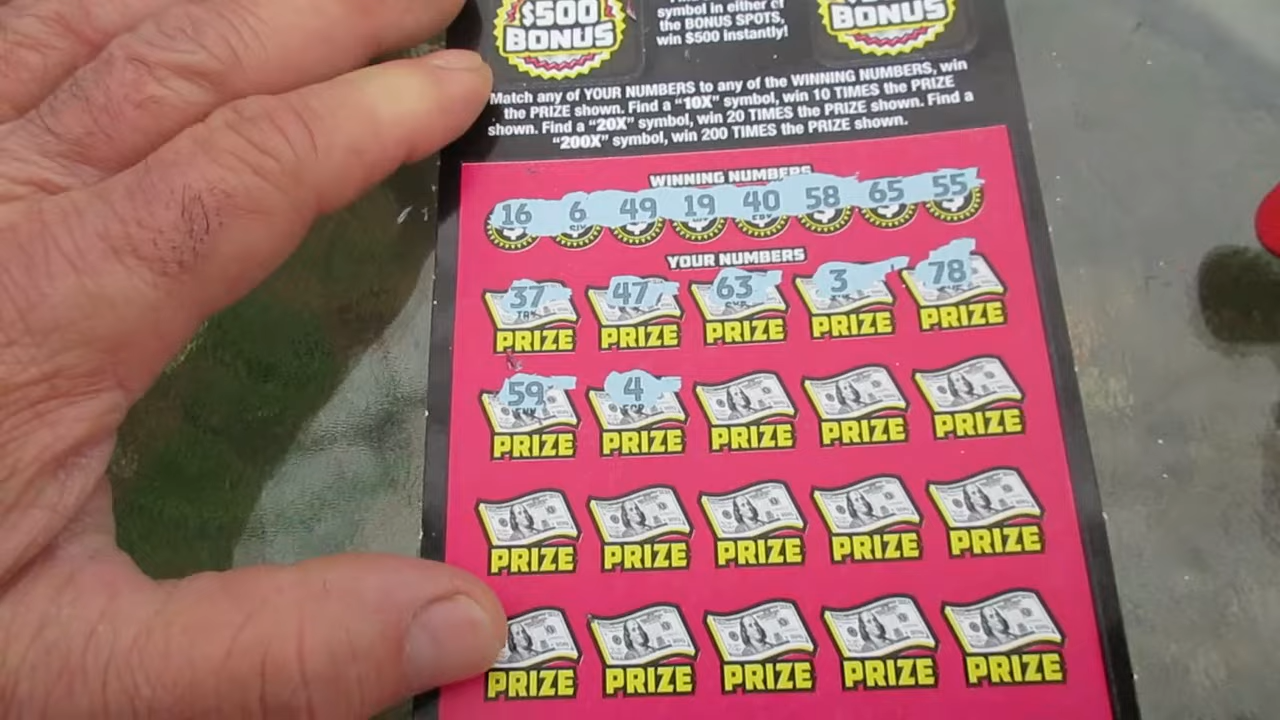 $500
BONUS
symbol in either of
the BONUS SPOTS,
win $500 instantly!
BONUS
Match any of YOUR NUMBERS to any of the WINNING NUMBERS, win
the PRIZE shown. Find a "10X" symbol, win 10 TIMES the PRIZE
shown. Find a "20X" symbol, win 20 TIMES the PRIZE shown. Find a
"200X" symbol, win 200 TIMES the PRIZE shown.
WINNING NUMBERS
16 6 49 19 40 58 65 55
SIX
YOUR NUMBERS
37 47 63 3 78
PRIZE PRIZE PRIZE PRIZE PRIZE
59 4
FOR
PRIZE PRIZE PRIZE PRIZE PRIZE
PRIZE PRIZE PRIZE PRIZE PRIZE
PRIZE PRIZE PRIZE PRIZE PRIZE